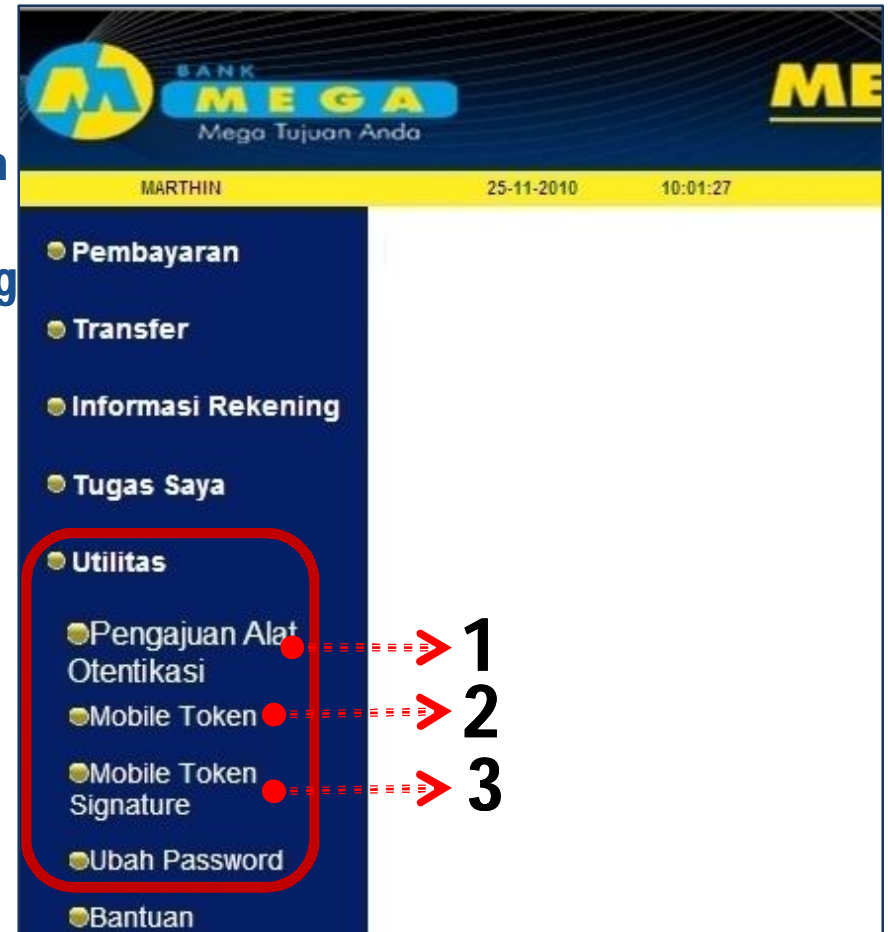 BANK
MEGA
Mega Tujuan Anda
ME
MARTHIN 25-11-2010 10:01:27
Pembayaran
Transfer
Informasi Rekening
Tugas Saya
Utilitas
Pengajuan Alat
Otentikasi
1
Mobile Token
2
Mobile Token
Signature
3
Ubah Password
Bantuan